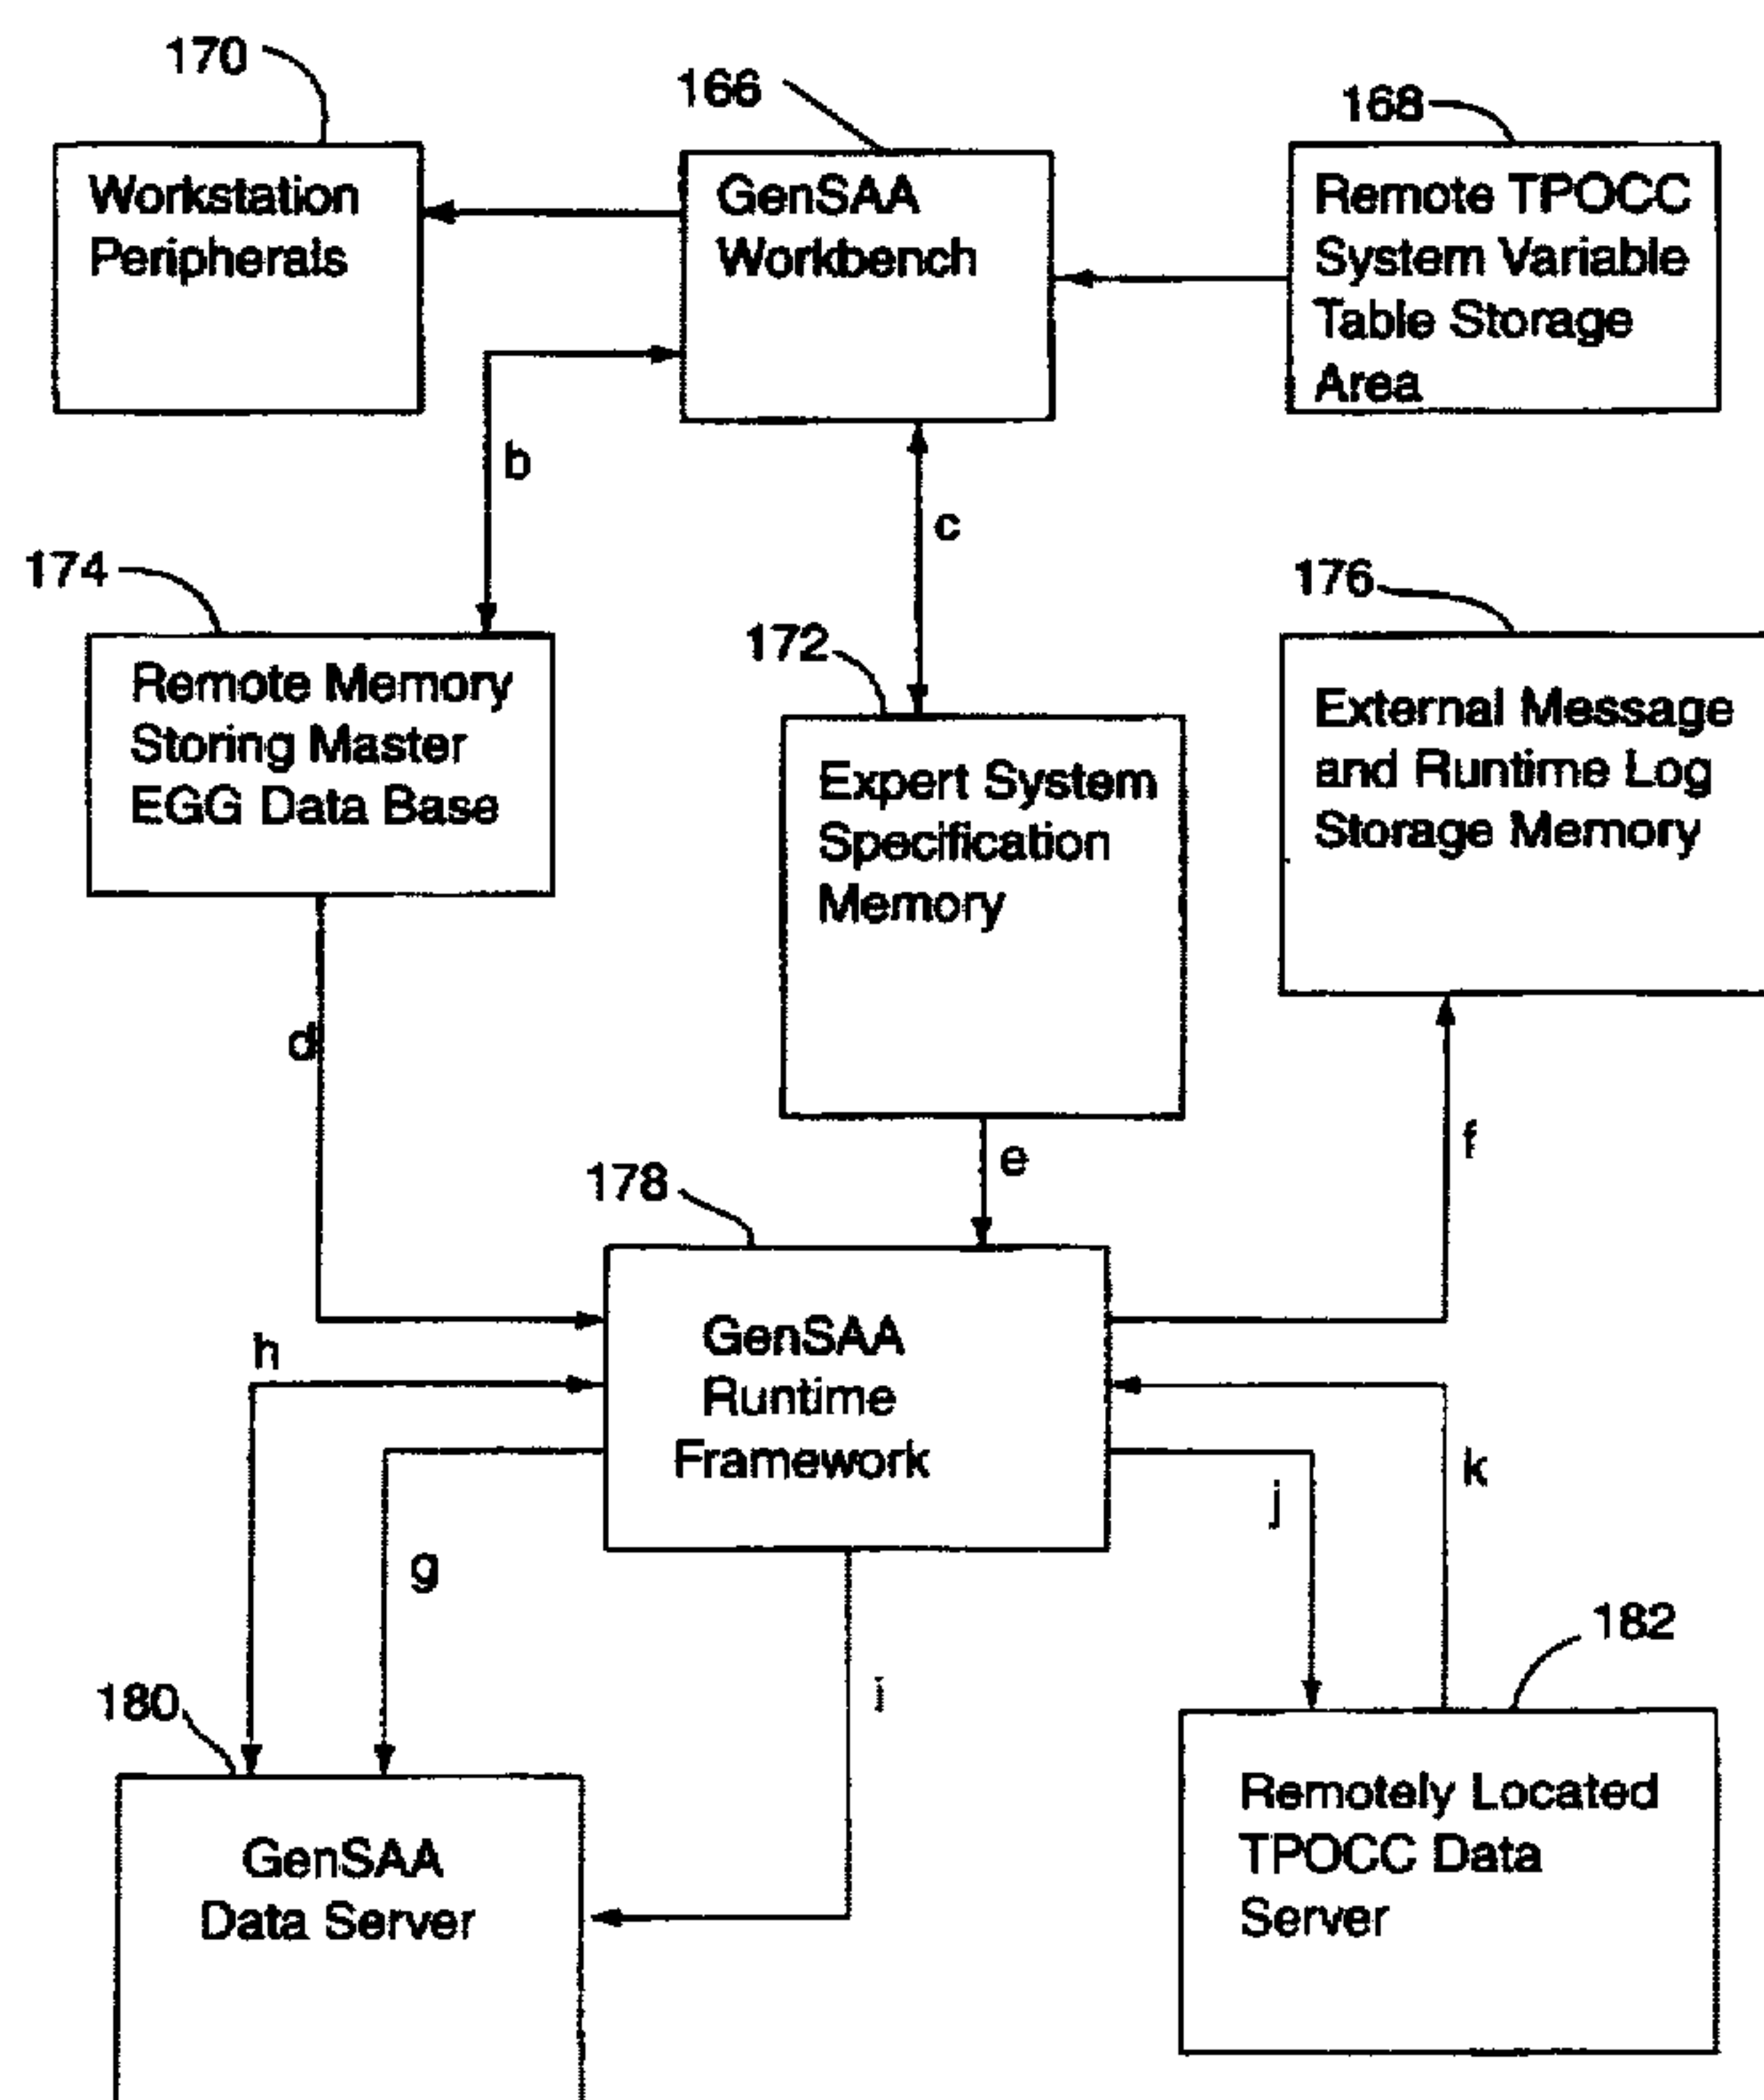 170
166
168
Workstation
Peripherals
GenSAA
Workbench
Remote TPOCC
System Variable
Table Storage
Area
b
c
174
172
176
Remote Memory
Storing Master
EGG Data Base
Expert System
Specification
Memory
External Message
and Runtime Log
Storage Memory
d
e
f
178
GenSAA
Runtime
Framework
h
g
i
j
k
180
182
GenSAA
Data Server
Remotely Located
TPOCC Data
Server